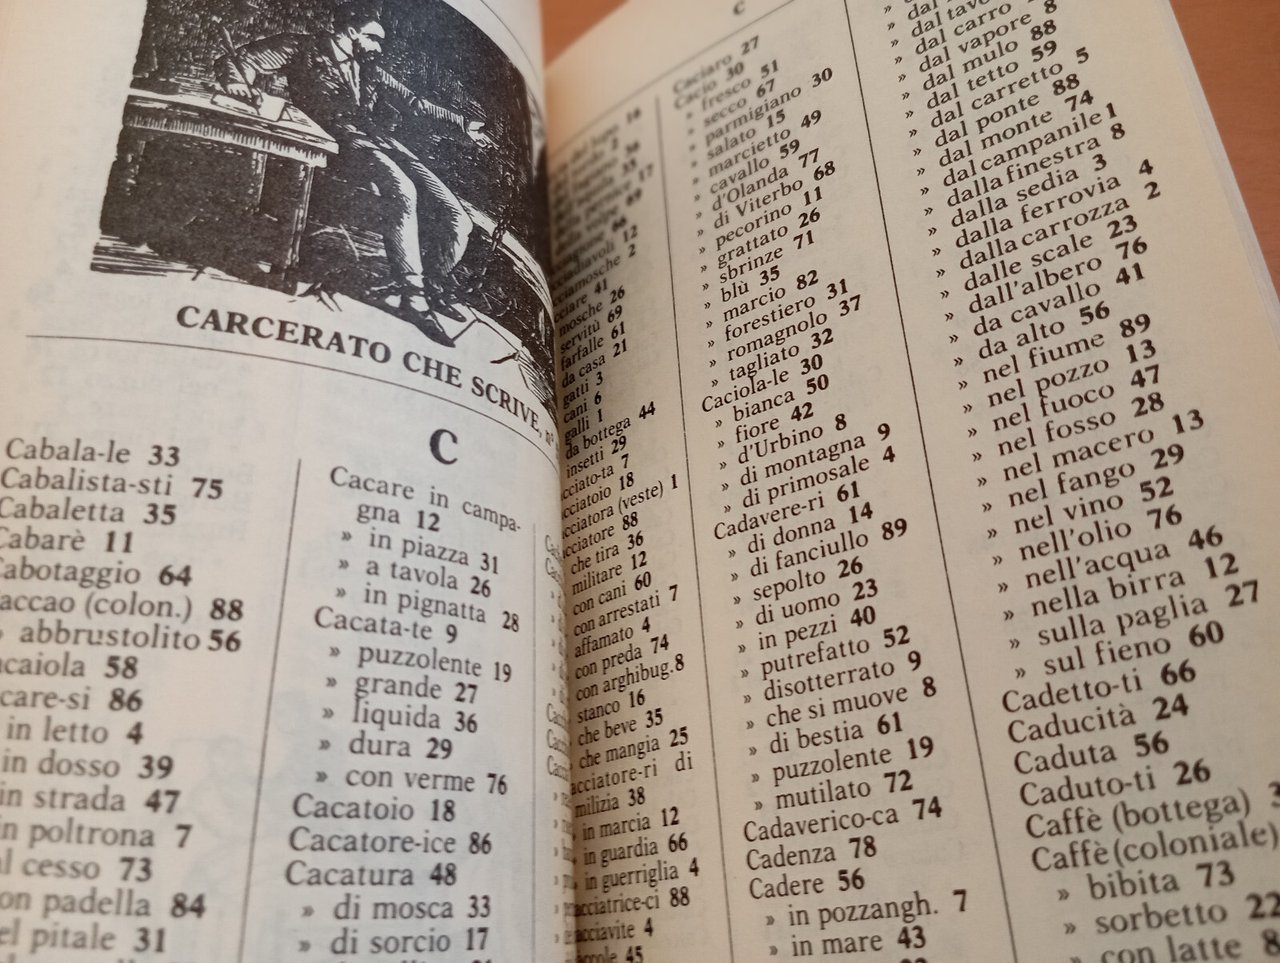 CARCERATO CHE SCRIVE, n°
C
Cabala-le 33
Cabalista-sti 75
Cabaletta 35
Cabarè 11
Cabotaggio 64
accao (colon.) 88
» abbrustolito 56
acaiola 58
care-si 86
in letto 4
in dosso 39
in strada 47
in poltrona 7
al cesso 73
on padella 84
el pitale 31
Cacare in campa-
gna 12
» in piazza 31
» a tavola 26
» in pignatta 28
Cacata-te 9
» puzzolente 19
» grande 27
» liquida 36
» dura 29
» con verme 76
Cacatoio 18
Cacatore-ice 86
Cacatura 48
» di mosca 33
» di sorcio 17
C
ciamosche 2
cciare 41
mosche 26
servitù 69
farfalle 61
da casa 21
gatti 3
cani 6
galli 1
da bottega 44
insetti 29
cciato-ta 7
cciatoio 18
cciatora (veste) 1
cciatore 88
che tira 36
militare 12
con cani 60
con arrestati 7
affamato 4
con preda 74
con arghibug. 8
stanco 16
che beve 35
che mangia 25
acciatore-ri di
milizia 38
in marcia 12
in guardia 66
in guerriglia 4
acciatrice-ci 88
acciavite 4
Caciaro 27
Cacio 30
» fresco 51
» secco 67
» parmigiano 30
» salato 15
» marcietto 49
» cavallo 59
» d'Olanda 77
» di Viterbo 68
» pecorino 11
» grattato 26
» sbrinze 71
» blù 35
» marcio 82
» forestiero 31
» romagnolo 37
» tagliato 32
Caciola-le 30
» bianca 50
» fiore 42
» d'Urbino 8
» di montagna 9
» di primosale 4
Cadavere-ri 61
» di donna 14
» di fanciullo 89
» sepolto 26
» di uomo 23
» in pezzi 40
» putrefatto 52
» disotterrato 9
» che si muove 8
» di bestia 61
» puzzolente 19
» mutilato 72
Cadaverico-ca 74
Cadenza 78
Cadere 56
» in pozzangh. 7
» in mare 43
» dal carro
» dal vapore 8
» dal mulo 88
» dal tetto 59
» dal carretto 5
» dal ponte 88
» dal monte 74
» dal campanile 1
» dalla finestra 8
» dalla sedia 3
» dalla ferrovia 4
» dalla carrozza 2
» dalle scale 23
» dall'albero 76
» da cavallo 41
» da alto 56
» nel fiume 89
» nel pozzo 13
» nel fuoco 47
» nel fosso 28
» nel macero 13
» nel fango 29
» nel vino 52
» nell'olio 76
» nell'acqua 46
» nella birra 12
» sulla paglia 27
» sul fieno 60
Cadetto-ti 66
Caducità 24
Caduta 56
Caduto-ti 26
Caffè (bottega) 3
Caffè (coloniale)
» bibita 73
» sorbetto 22
» con latte 8